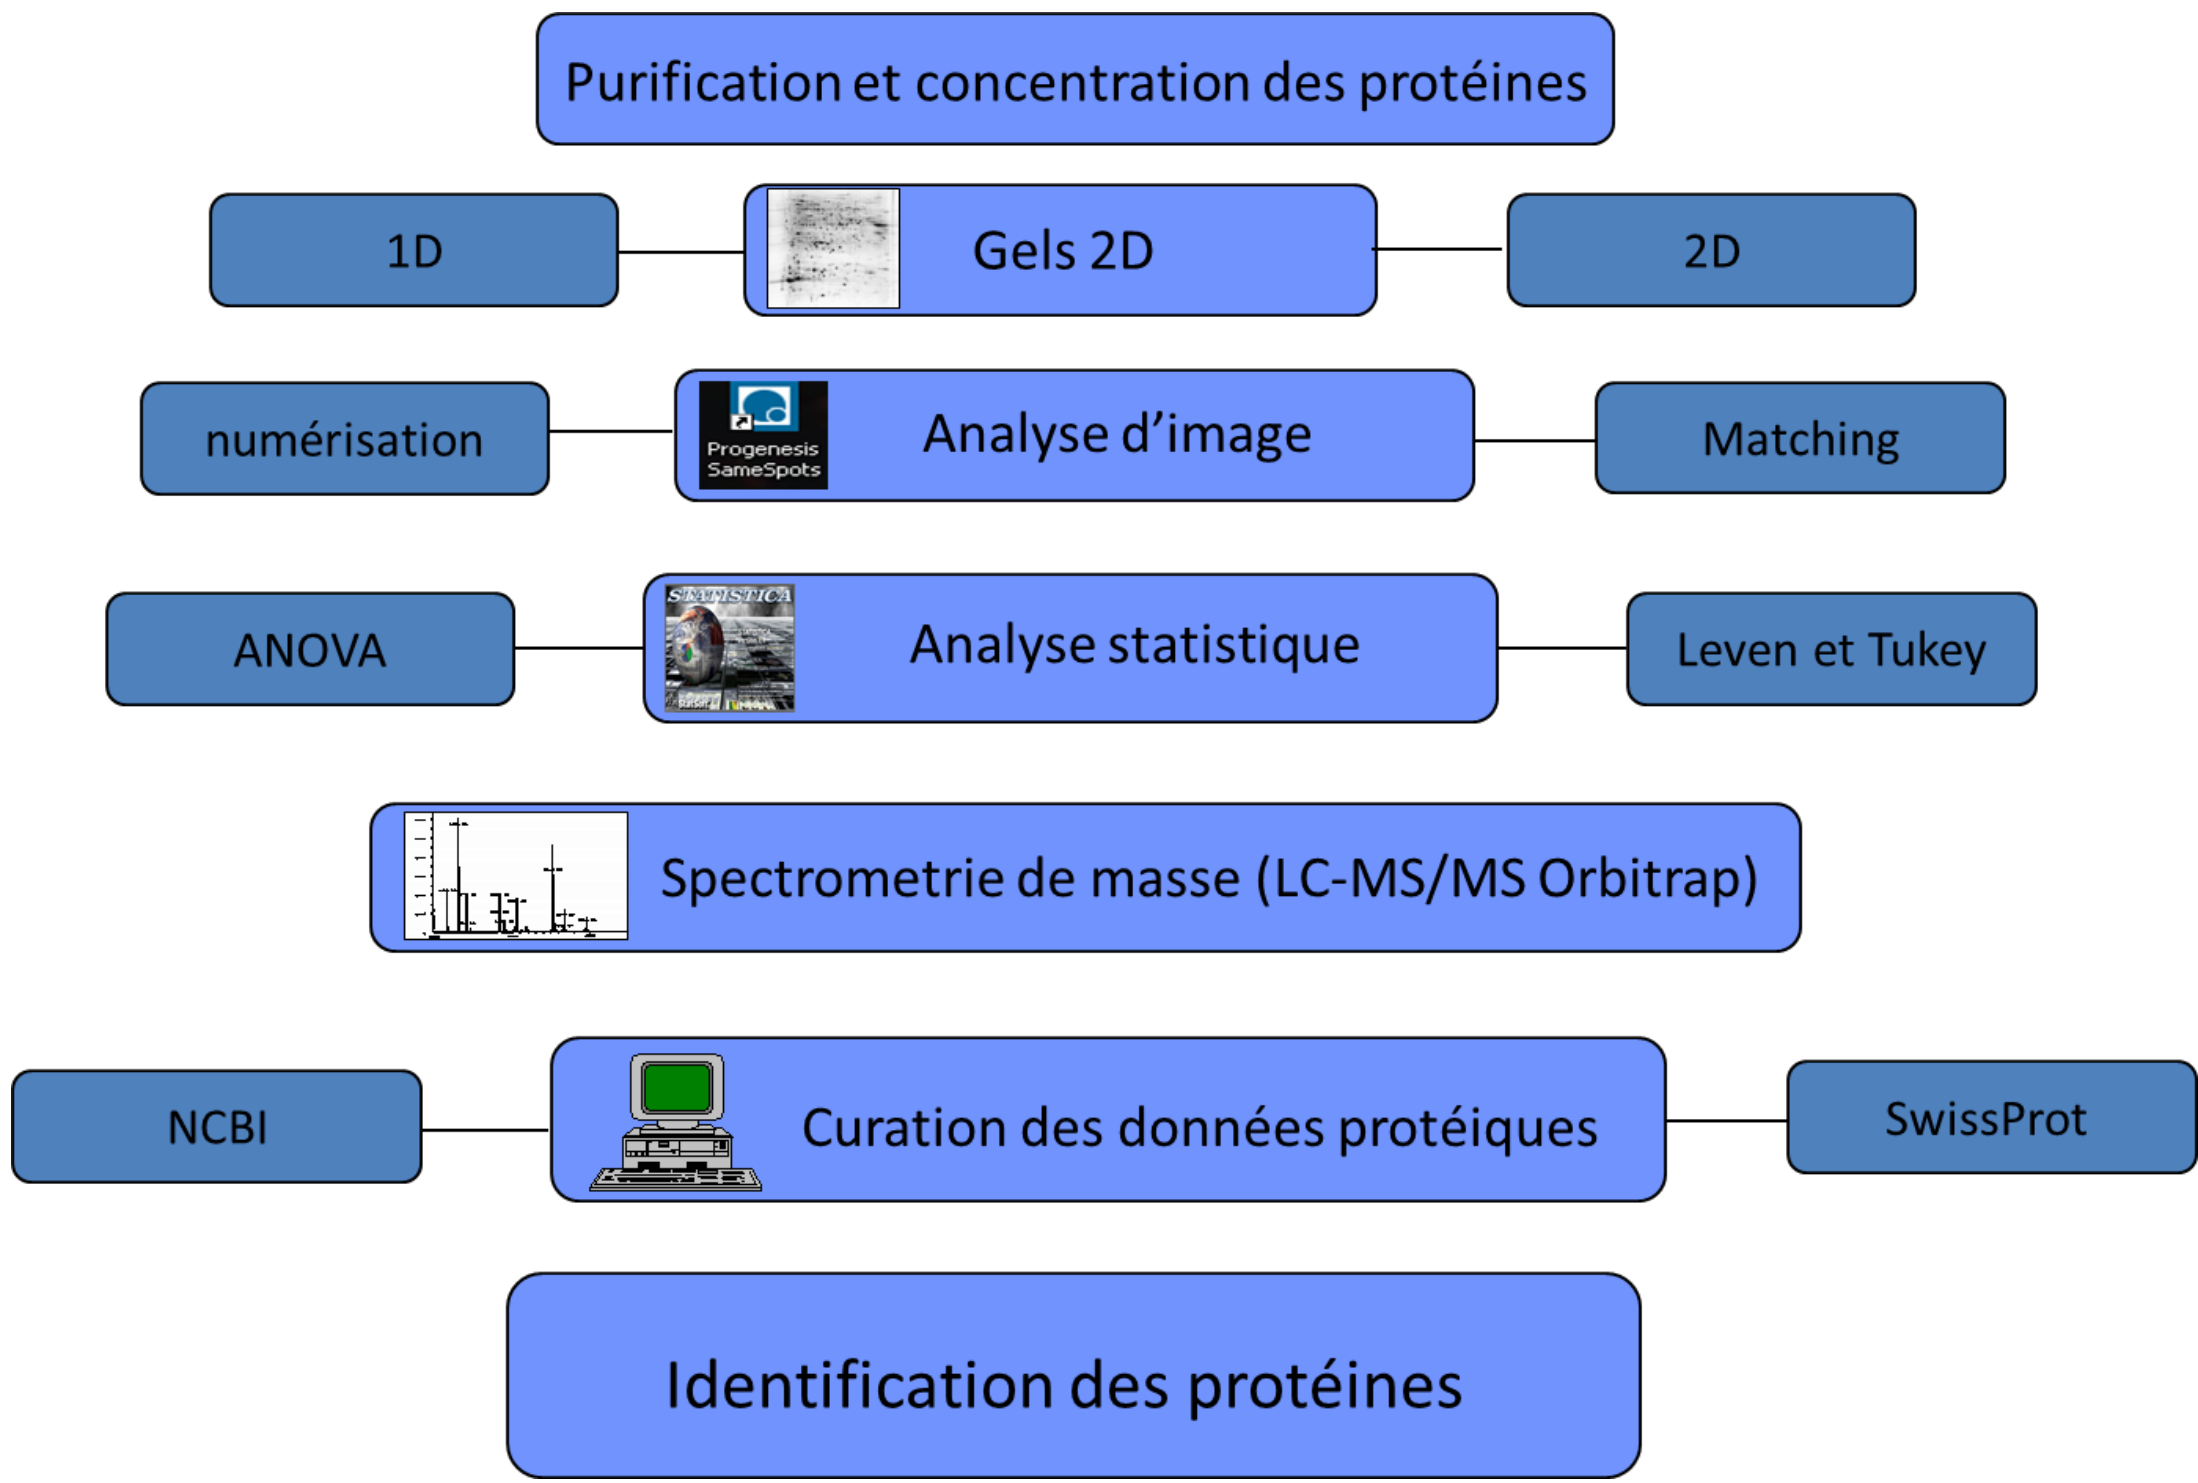 Purification et concentration des protéines
1D
Gels 2D
2D
numérisation
Progenesis
SameSpots
Analyse d’image
Matching
ANOVA
STATISTICA
Analyse statistique
Leven et Tukey
Spectrometrie de masse (LC-MS/MS Orbitrap)
NCBI
Curation des données protéiques
SwissProt
Identification des protéines